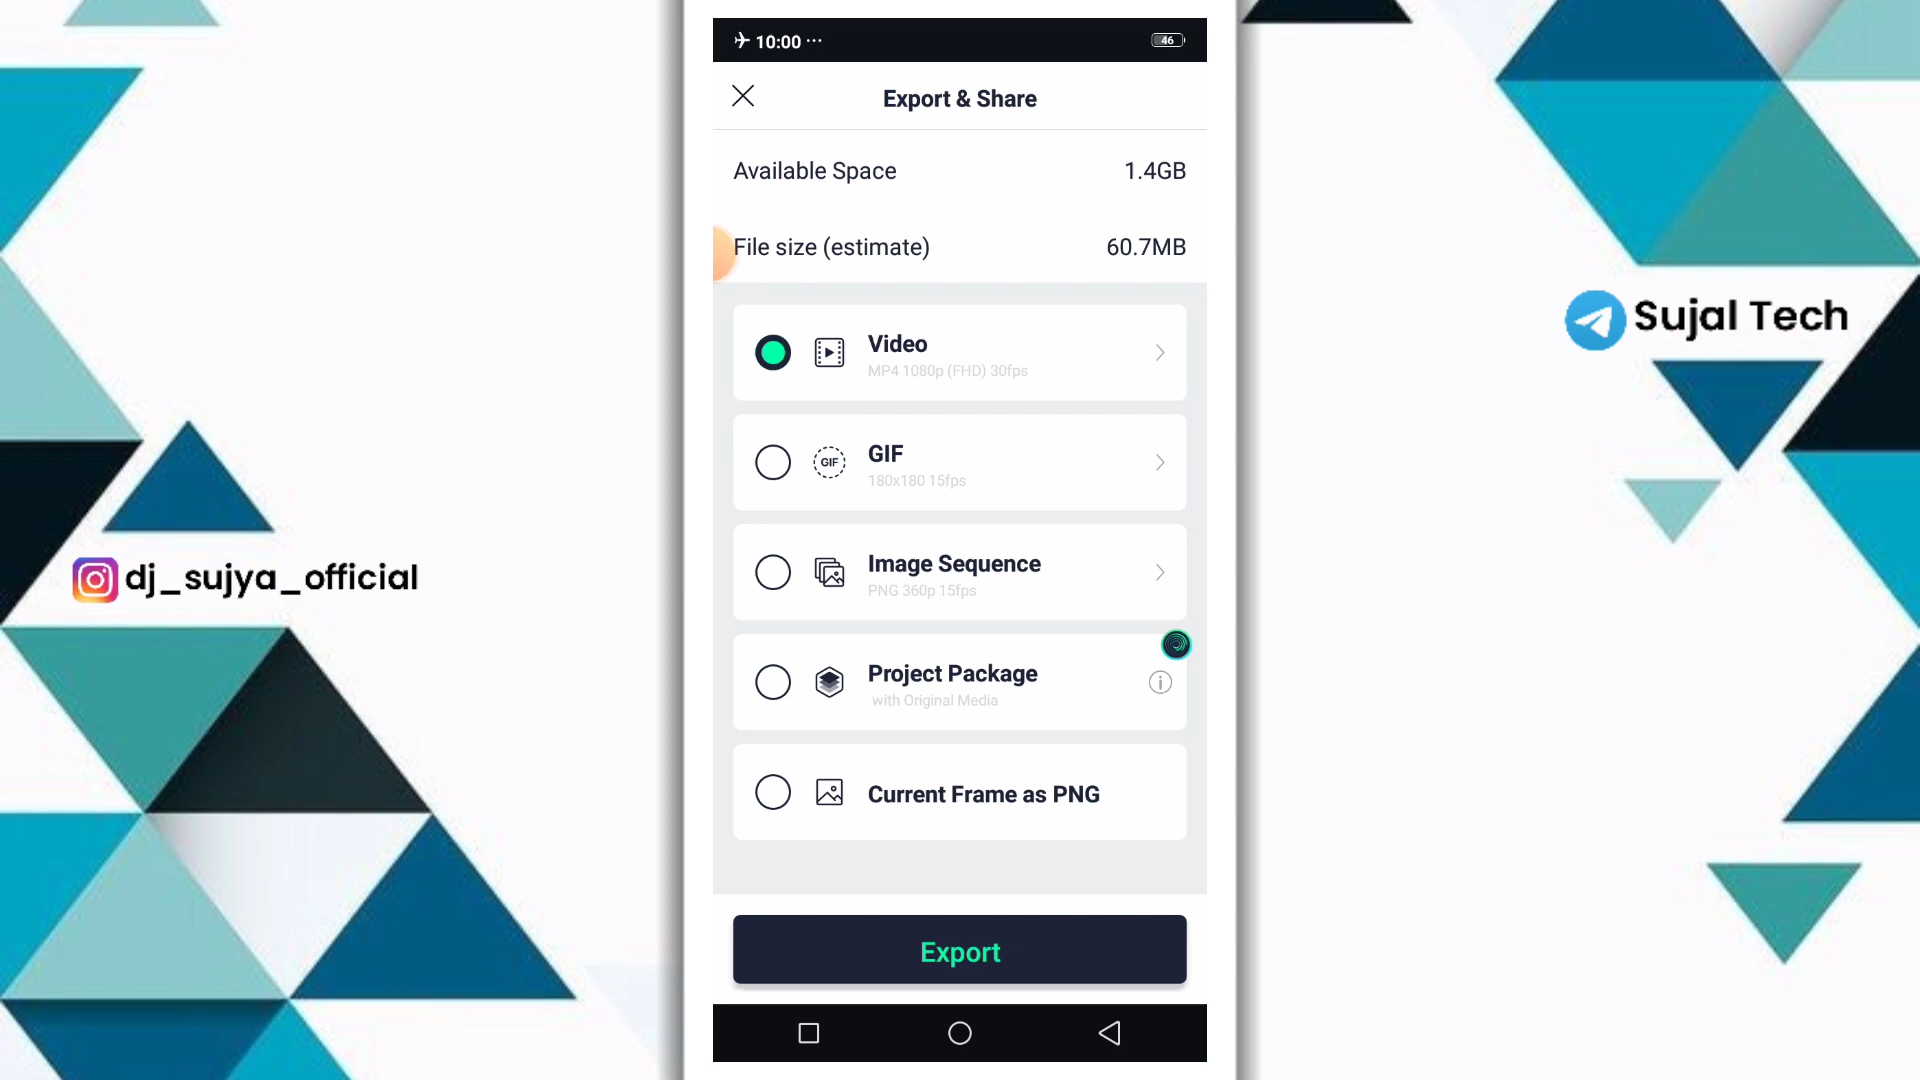 10:00 ···
46
Export & Share
Available Space 1.4GB
File size (estimate) 60.7MB
Video
MP4 1080p (FHD) 30fps
GIF
GIF
180x180 15fps
Image Sequence
PNG 360p 15fps
Project Package
with Original Media
Current Frame as PNG
Export
dj_sujya_official
Sujal Tech